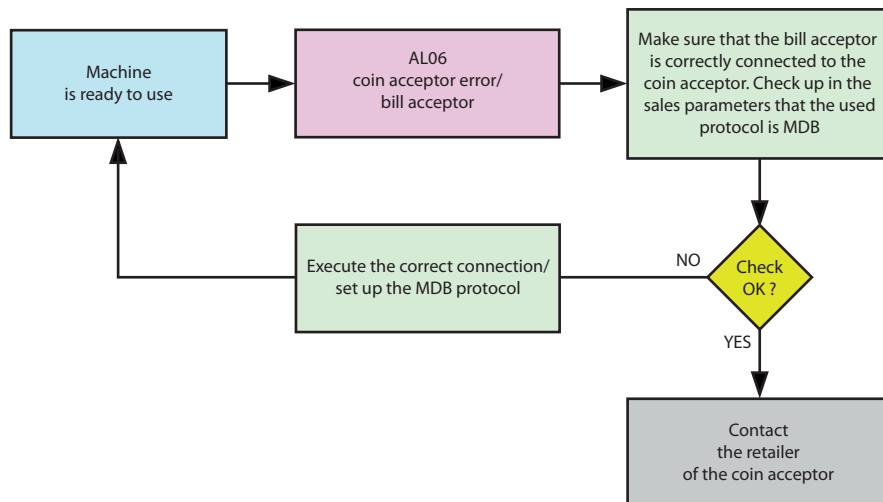 Machine
is ready to use
AL06
coin acceptor error/
bill acceptor
Make sure that the bill acceptor
is correctly connected to the
coin acceptor. Check up in the
sales parameters that the used
protocol is MDB
Execute the correct connection/
set up the MDB protocol
NO
Check
OK ?
YES
Contact
the retailer
of the coin acceptor